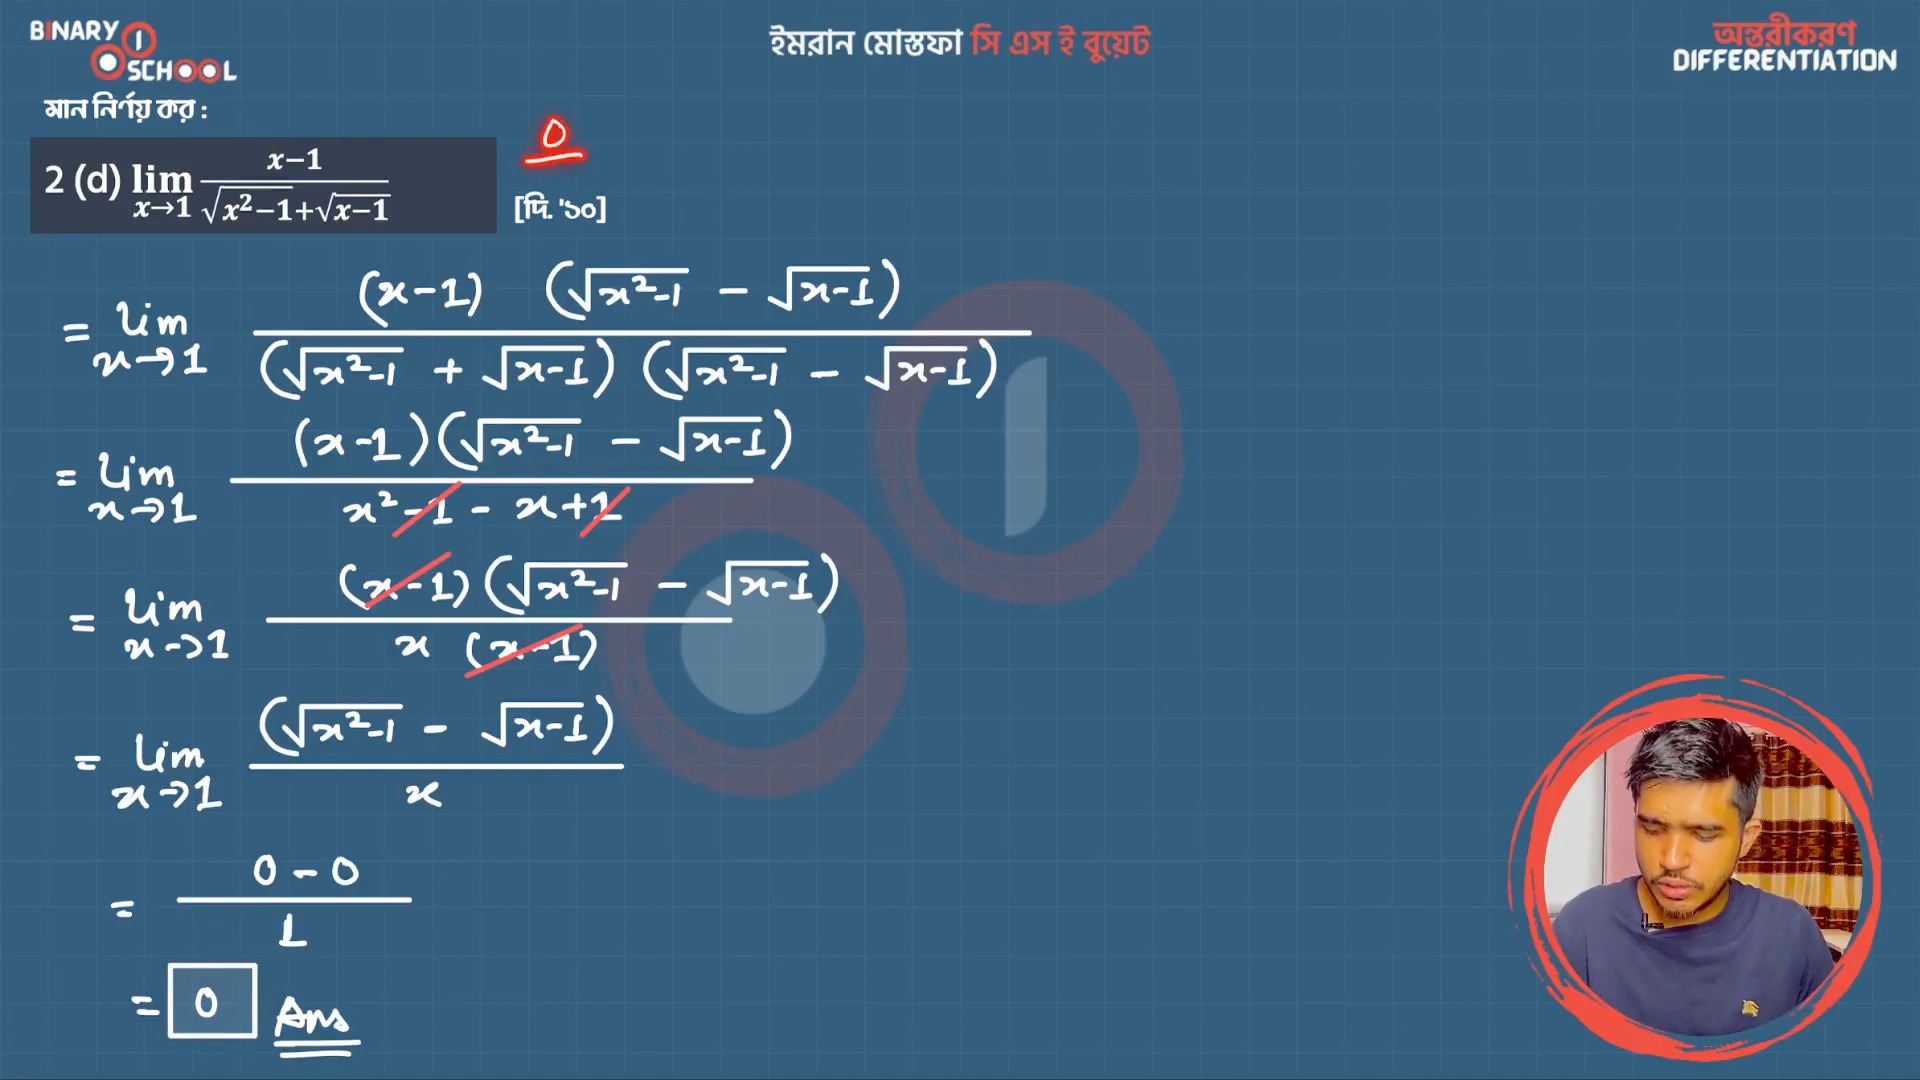 BINARY SCHOOL
ইমরান মোস্তফা সি এস ই বুয়েট
অন্তরীকরণ
DIFFERENTIATION
মান নির্ণয় কর :
2 (d) lim x→1 (x−1)/(√(x²−1)+√(x−1))
0
[দি. '১০]
= lim x→1 (x-1) (√(x²-1) - √(x-1)) / (√(x²-1) + √(x-1)) (√(x²-1) - √(x-1))
= lim x→1 (x-1)(√(x²-1) - √(x-1)) / x²-1 - x+1
= lim x→1 (x-1)(√(x²-1) - √(x-1)) / x (x-1)
= lim x→1 (√(x²-1) - √(x-1)) / x
= 0 - 0 / 1
= 0 Ans